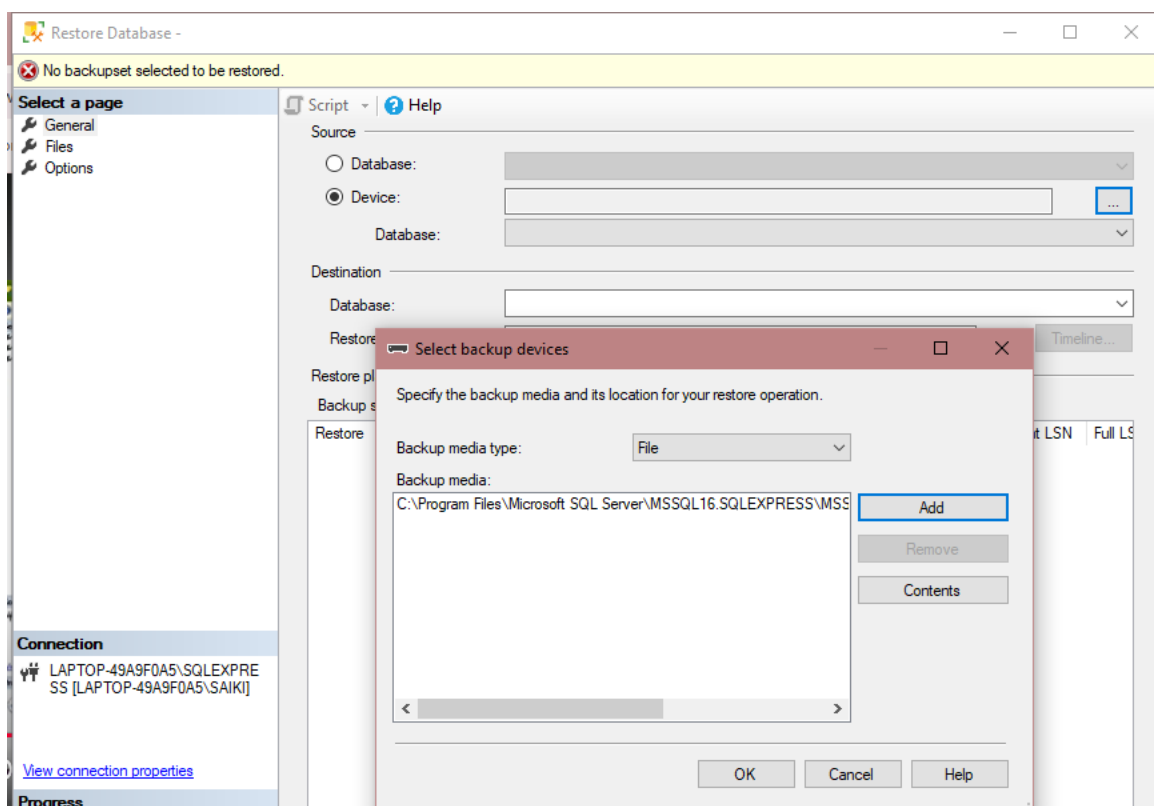 Restore Database -
No backupset selected to be restored.
Select a page
General
Files
Options
Script
Help
Source
Database:
Device:
...
Database:
Destination
Database:
Restore
Timeline...
Restore pl
Backup s
Restore
t LSN
Full LS
Select backup devices
Specify the backup media and its location for your restore operation.
Backup media type:
File
Backup media:
C:\Program Files\Microsoft SQL Server\MSSQL16.SQLEXPRESS\MSS
Add
Remove
Contents
OK
Cancel
Help
Connection
LAPTOP-49A9F0A5\SQLEXPRE
SS [LAPTOP-49A9F0A5\SAIKI]
View connection properties
Progress